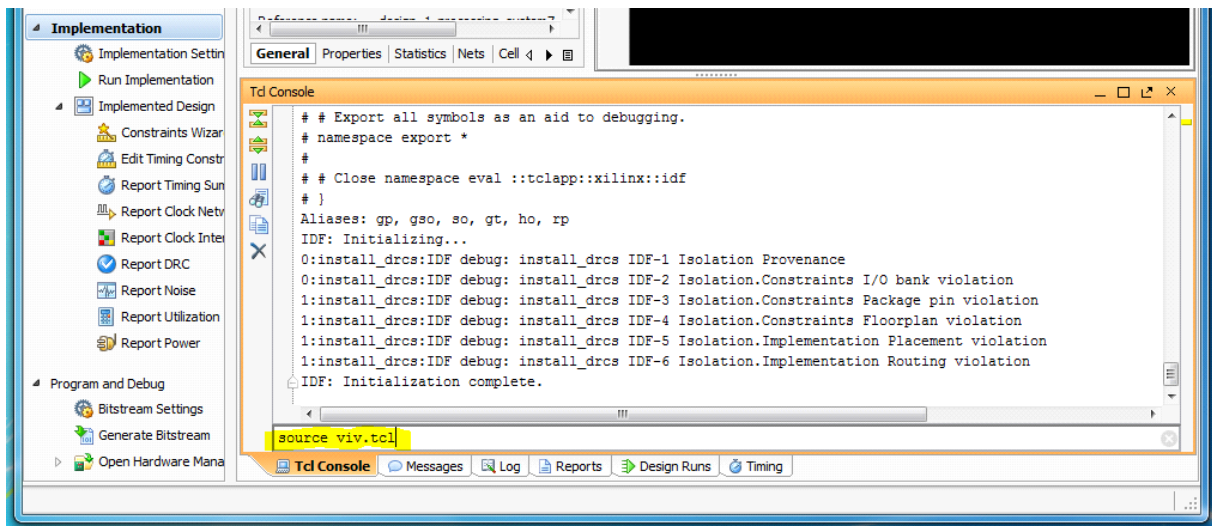 Implementation
Implementation Settin
Run Implementation
Implemented Design
Constraints Wizar
Edit Timing Constr
Report Timing Sum
Report Clock Netw
Report Clock Inter
Report DRC
Report Noise
Report Utilization
Report Power
Program and Debug
Bitstream Settings
Generate Bitstream
Open Hardware Mana
General Properties Statistics Nets Cell
Tcl Console
# # Export all symbols as an aid to debugging.
# namespace export *
#
# # Close namespace eval ::tclapp::xilinx::idf
# }
Aliases: gp, gso, so, gt, ho, rp
IDF: Initializing...
0:install_drcs:IDF debug: install_drcs IDF-1 Isolation Provenance
0:install_drcs:IDF debug: install_drcs IDF-2 Isolation.Constraints I/O bank violation
1:install_drcs:IDF debug: install_drcs IDF-3 Isolation.Constraints Package pin violation
1:install_drcs:IDF debug: install_drcs IDF-4 Isolation.Constraints Floorplan violation
1:install_drcs:IDF debug: install_drcs IDF-5 Isolation.Implementation Placement violation
1:install_drcs:IDF debug: install_drcs IDF-6 Isolation.Implementation Routing violation
IDF: Initialization complete.
source viv.tcl
Tcl Console Messages Log Reports Design Runs Timing